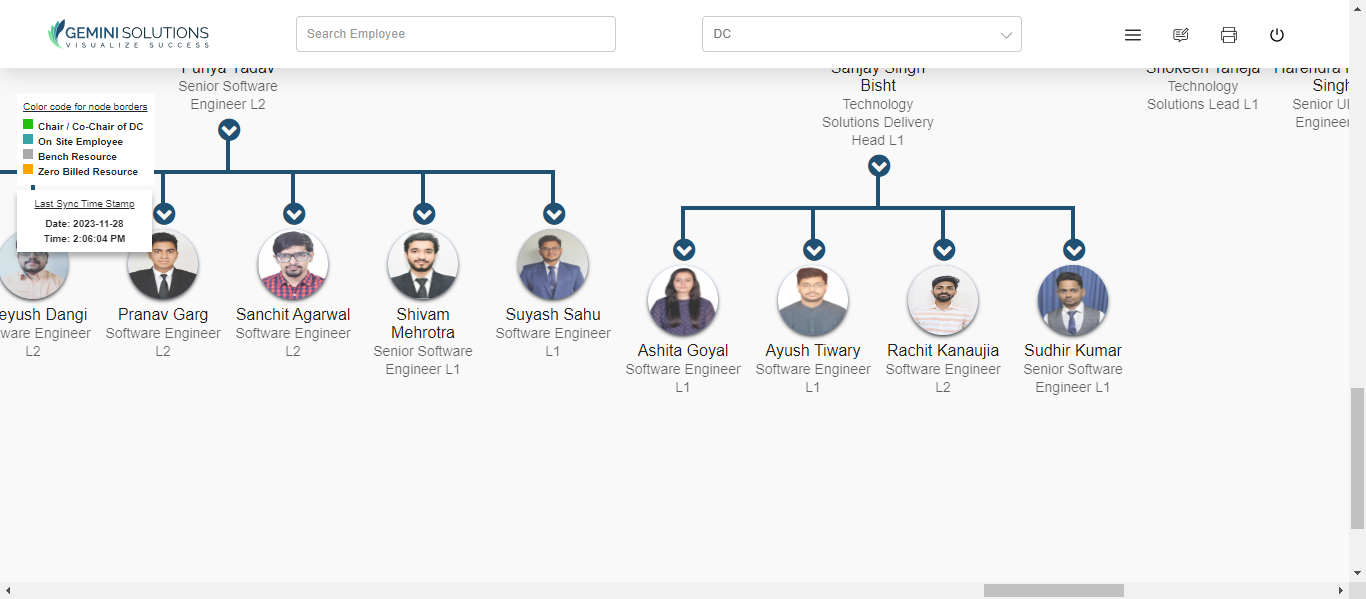 GEMINI SOLUTIONS
VISUALIZE SUCCESS
Search Employee
DC
Punya Yadav
Senior Software
Engineer L2
Sanjay Singh
Bisht
Technology
Solutions Delivery
Head L1
Shokeen Taneja
Technology
Solutions Lead L1
Singh
Senior UI
Engineer
Color code for node borders
Chair / Co-Chair of DC
On Site Employee
Bench Resource
Zero Billed Resource
Last Sync Time Stamp
Date: 2023-11-28
Time: 2:06:04 PM
eyush Dangi
ware Engineer
L2
Pranav Garg
Software Engineer
L2
Sanchit Agarwal
Software Engineer
L2
Shivam
Mehrotra
Senior Software
Engineer L1
Suyash Sahu
Software Engineer
L1
Ashita Goyal
Software Engineer
L1
Ayush Tiwary
Software Engineer
L1
Rachit Kanaujia
Software Engineer
L2
Sudhir Kumar
Senior Software
Engineer L1